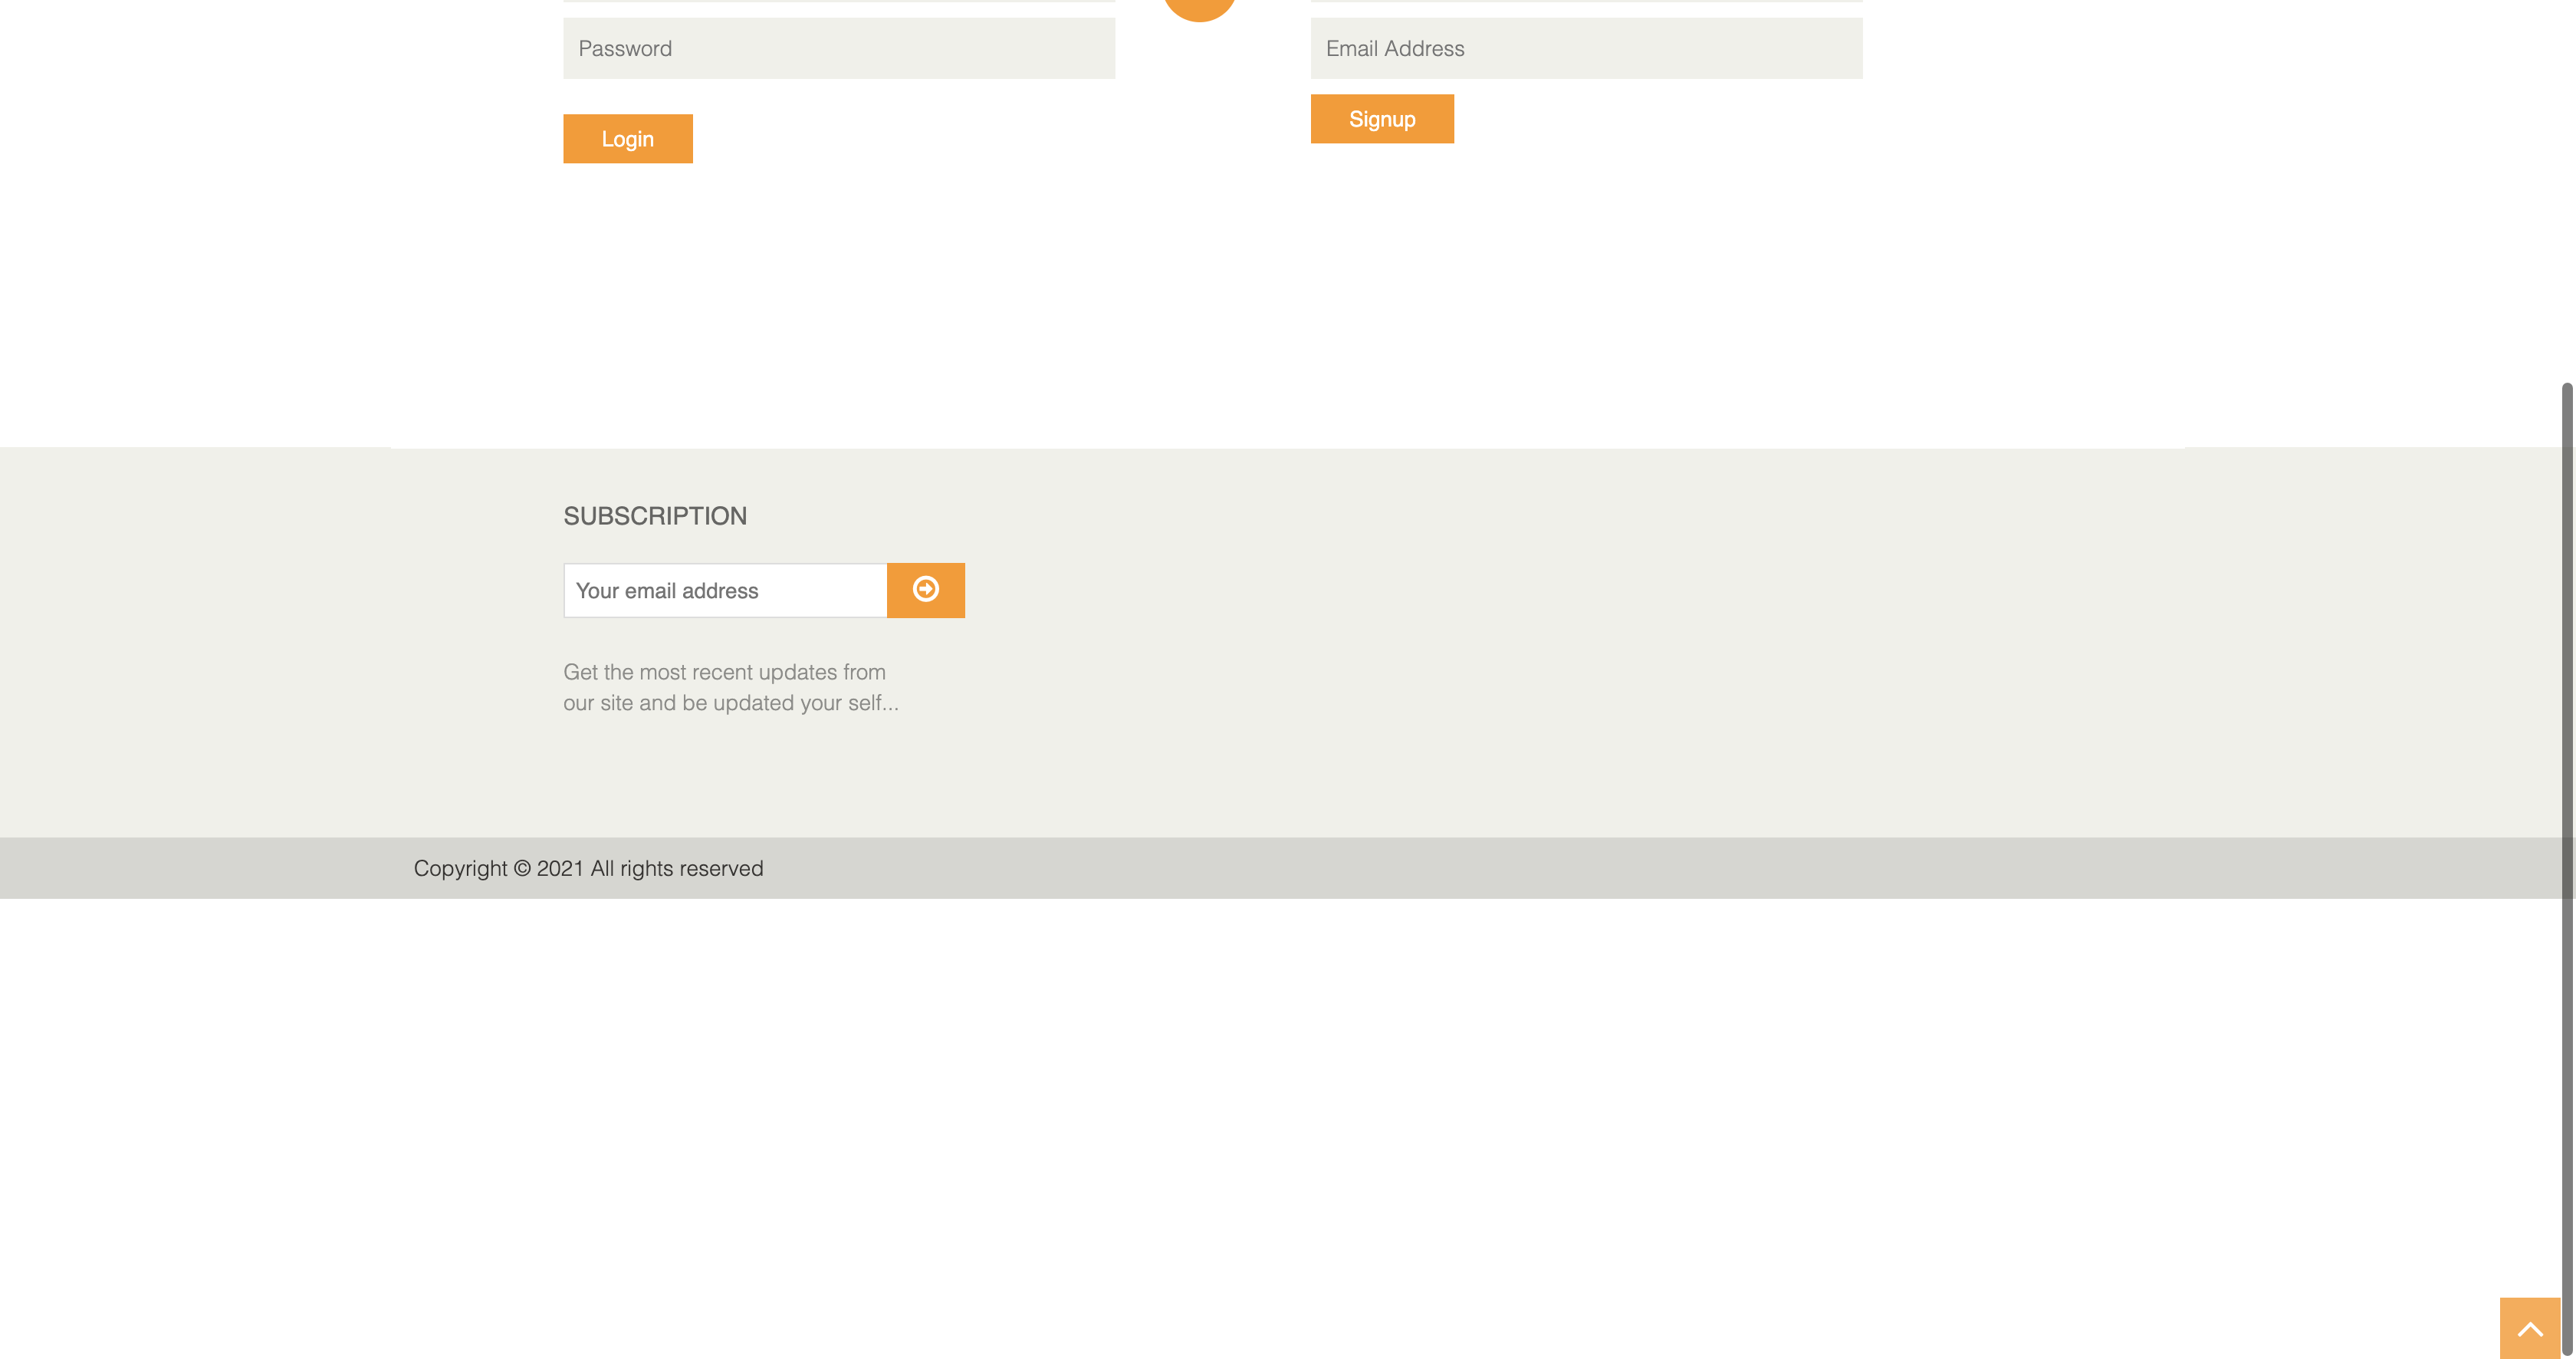 Password
Email Address
Login
Signup
SUBSCRIPTION
Your email address
Get the most recent updates from
our site and be updated your self...
Copyright © 2021 All rights reserved